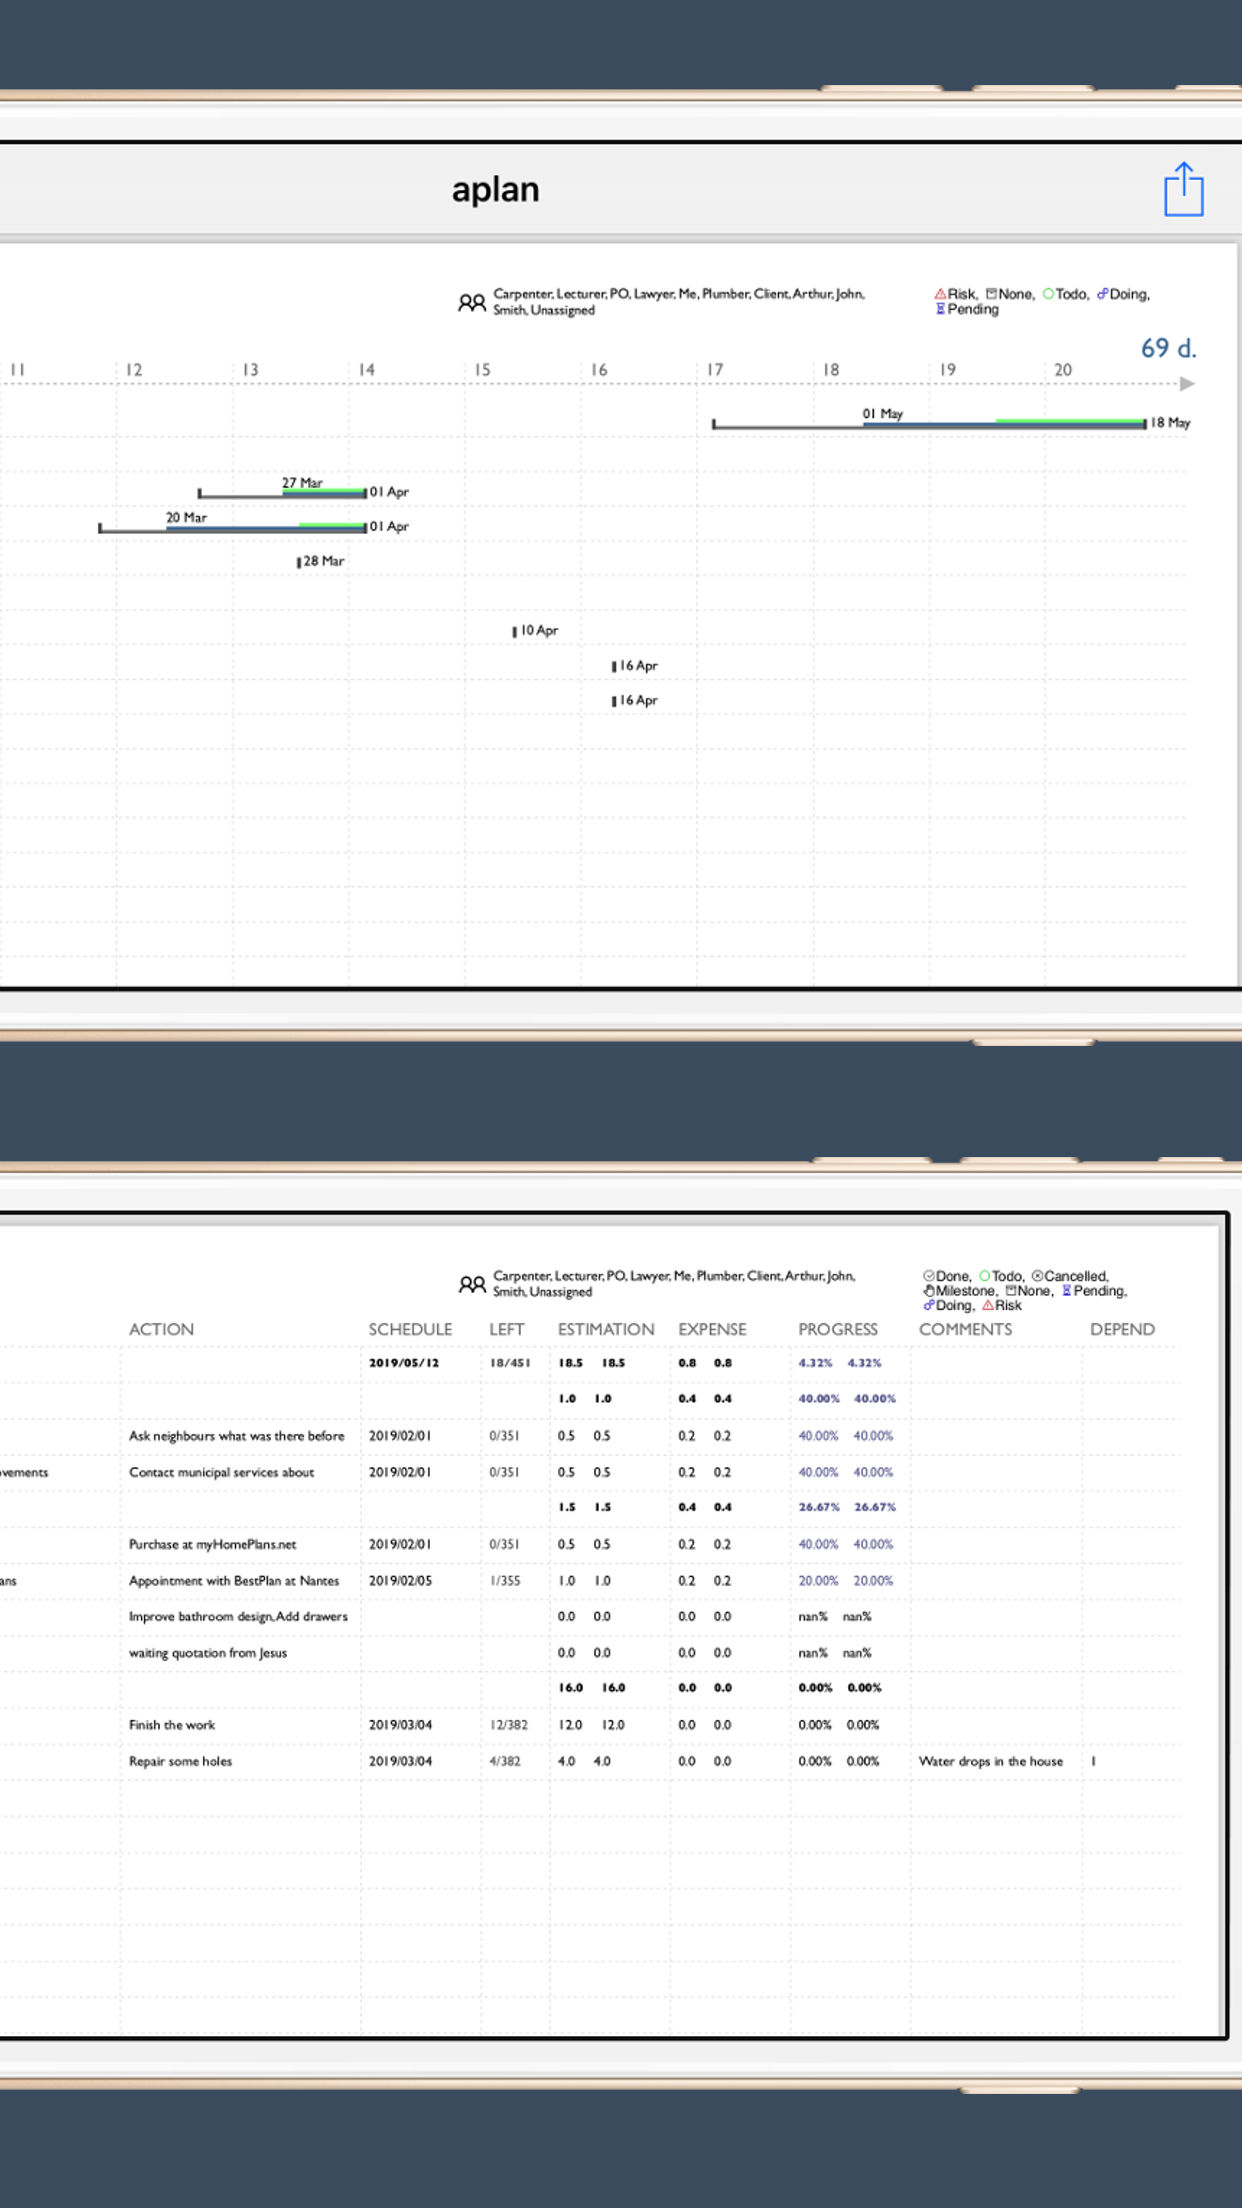 aplan
Carpenter, Lecturer, PO, Lawyer, Me, Plumber, Client, Arthur, John,
Smith, Unassigned
Risk, None, Todo, Doing,
Pending
69 d.
11 12 13 14 15 16 17 18 19 20
01 May
18 May
27 Mar
01 Apr
20 Mar
01 Apr
28 Mar
10 Apr
16 Apr
16 Apr
Carpenter, Lecturer, PO, Lawyer, Me, Plumber, Client, Arthur, John,
Smith, Unassigned
Done, Todo, Cancelled,
Milestone, None, Pending,
Doing, Risk
ACTION SCHEDULE LEFT ESTIMATION EXPENSE PROGRESS COMMENTS DEPEND
2019/05/12 18/451 18.5 18.5 0.8 0.8 4.32% 4.32%
1.0 1.0 0.4 0.4 40.00% 40.00%
Ask neighbours what was there before 2019/02/01 0/351 0.5 0.5 0.2 0.2 40.00% 40.00%
vements Contact municipal services about 2019/02/01 0/351 0.5 0.5 0.2 0.2 40.00% 40.00%
1.5 1.5 0.4 0.4 26.67% 26.67%
Purchase at myHomePlans.net 2019/02/01 0/351 0.5 0.5 0.2 0.2 40.00% 40.00%
ans Appointment with BestPlan at Nantes 2019/02/05 1/355 1.0 1.0 0.2 0.2 20.00% 20.00%
Improve bathroom design,Add drawers 0.0 0.0 0.0 0.0 nan% nan%
waiting quotation from Jesus 0.0 0.0 0.0 0.0 nan% nan%
16.0 16.0 0.0 0.0 0.00% 0.00%
Finish the work 2019/03/04 12/382 12.0 12.0 0.0 0.0 0.00% 0.00%
Repair some holes 2019/03/04 4/382 4.0 4.0 0.0 0.0 0.00% 0.00% Water drops in the house 1